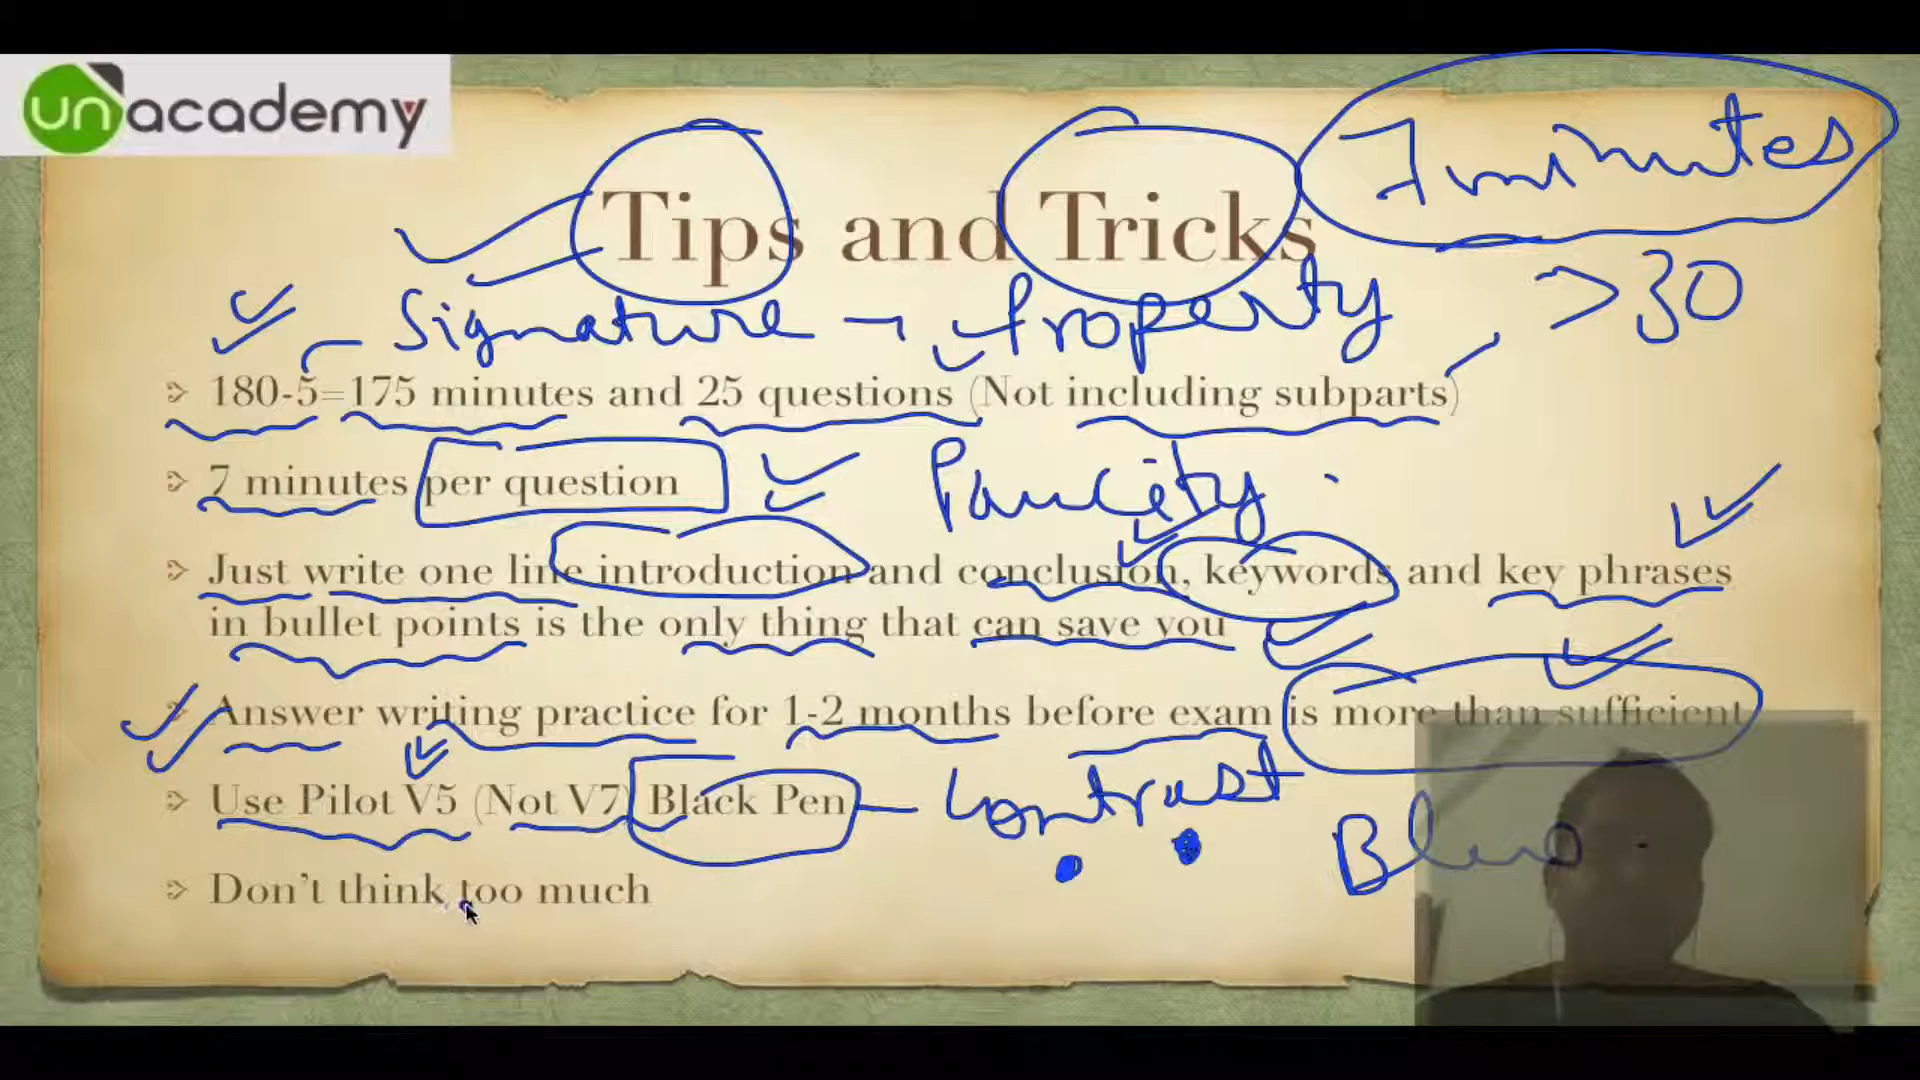 unacademy
7 minutes
Tips and Tricks
> 30
Signature - Property
180-5=175 minutes and 25 questions (Not including subparts)
7 minutes per question
Paucity
Just write one line introduction and conclusion, keywords and key phrases
in bullet points is the only thing that can save you
Answer writing practice for 1-2 months before exam is more than sufficient
Use Pilot V5 (Not V7) Black Pen
- Contrast
Blue
Don't think too much